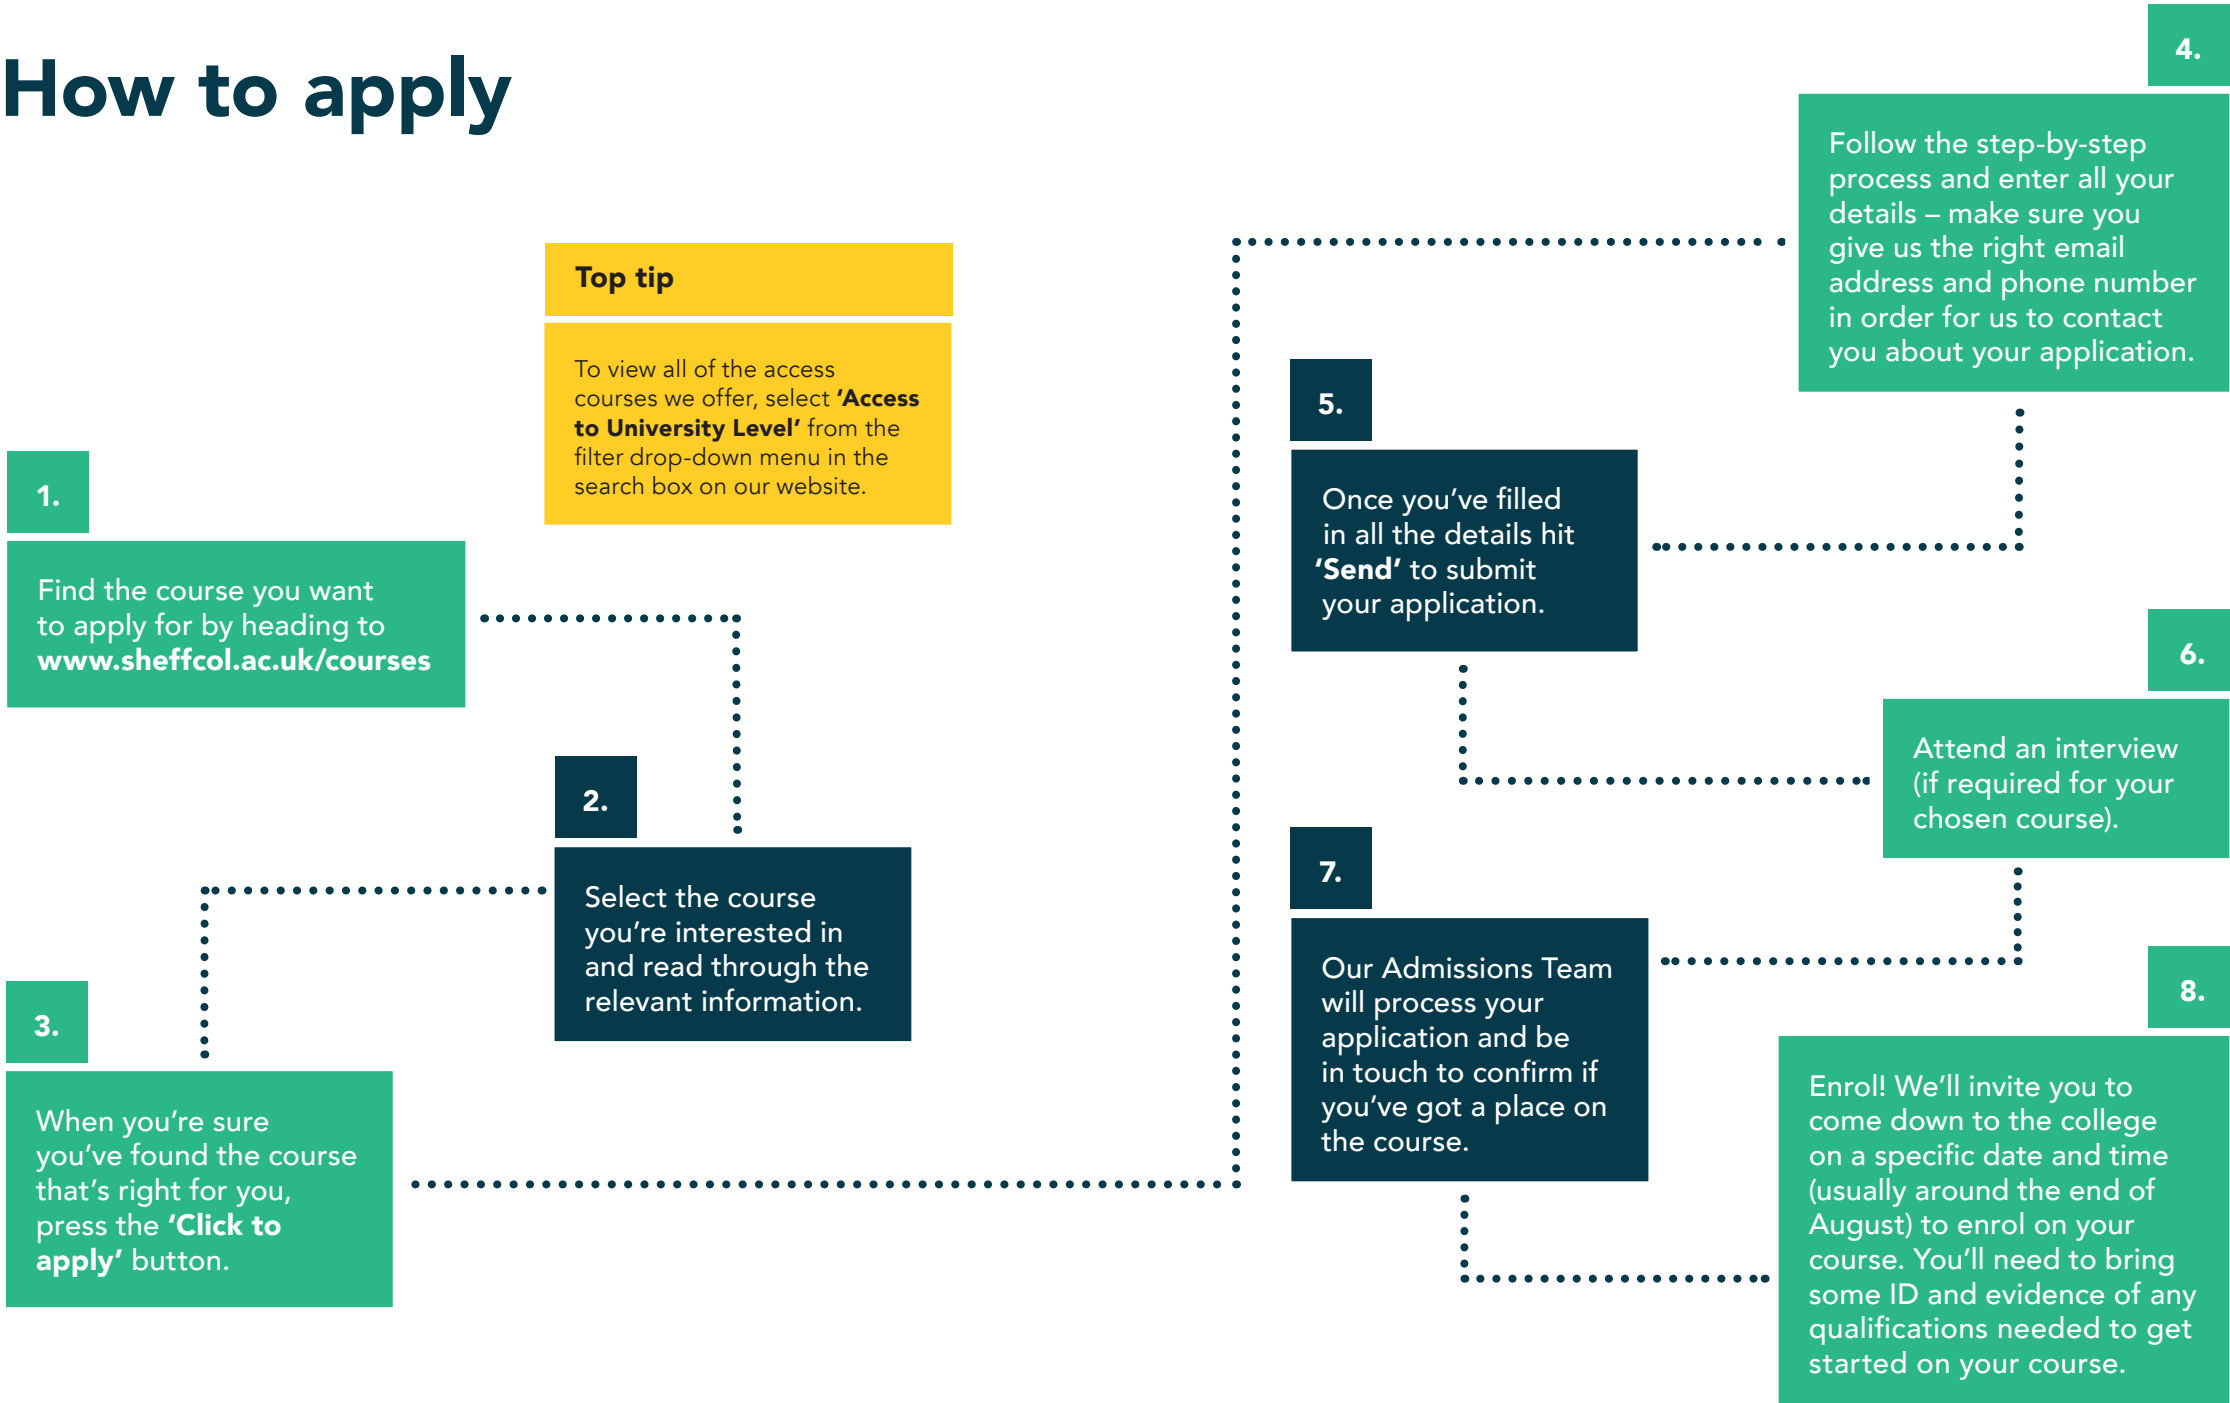 How to apply
Top tip
To view all of the access
courses we offer, select ‘Access
to University Level’ from the
filter drop-down menu in the
search box on our website.
1.
Find the course you want
to apply for by heading to
www.sheffcol.ac.uk/courses
2.
Select the course
you’re interested in
and read through the
relevant information.
3.
When you’re sure
you’ve found the course
that’s right for you,
press the ‘Click to
apply’ button.
4.
Follow the step-by-step
process and enter all your
details – make sure you
give us the right email
address and phone number
in order for us to contact
you about your application.
5.
Once you’ve filled
in all the details hit
‘Send’ to submit
your application.
6.
Attend an interview
(if required for your
chosen course).
7.
Our Admissions Team
will process your
application and be
in touch to confirm if
you’ve got a place on
the course.
8.
Enrol! We’ll invite you to
come down to the college
on a specific date and time
(usually around the end of
August) to enrol on your
course. You’ll need to bring
some ID and evidence of any
qualifications needed to get
started on your course.